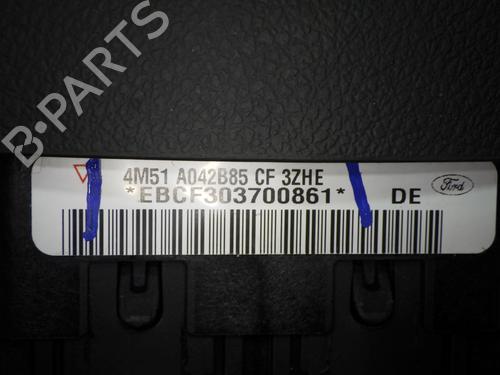 B-PARTS
4M51 A042B85 CF 3ZHE
*EBCF303700861*
DE
Ford